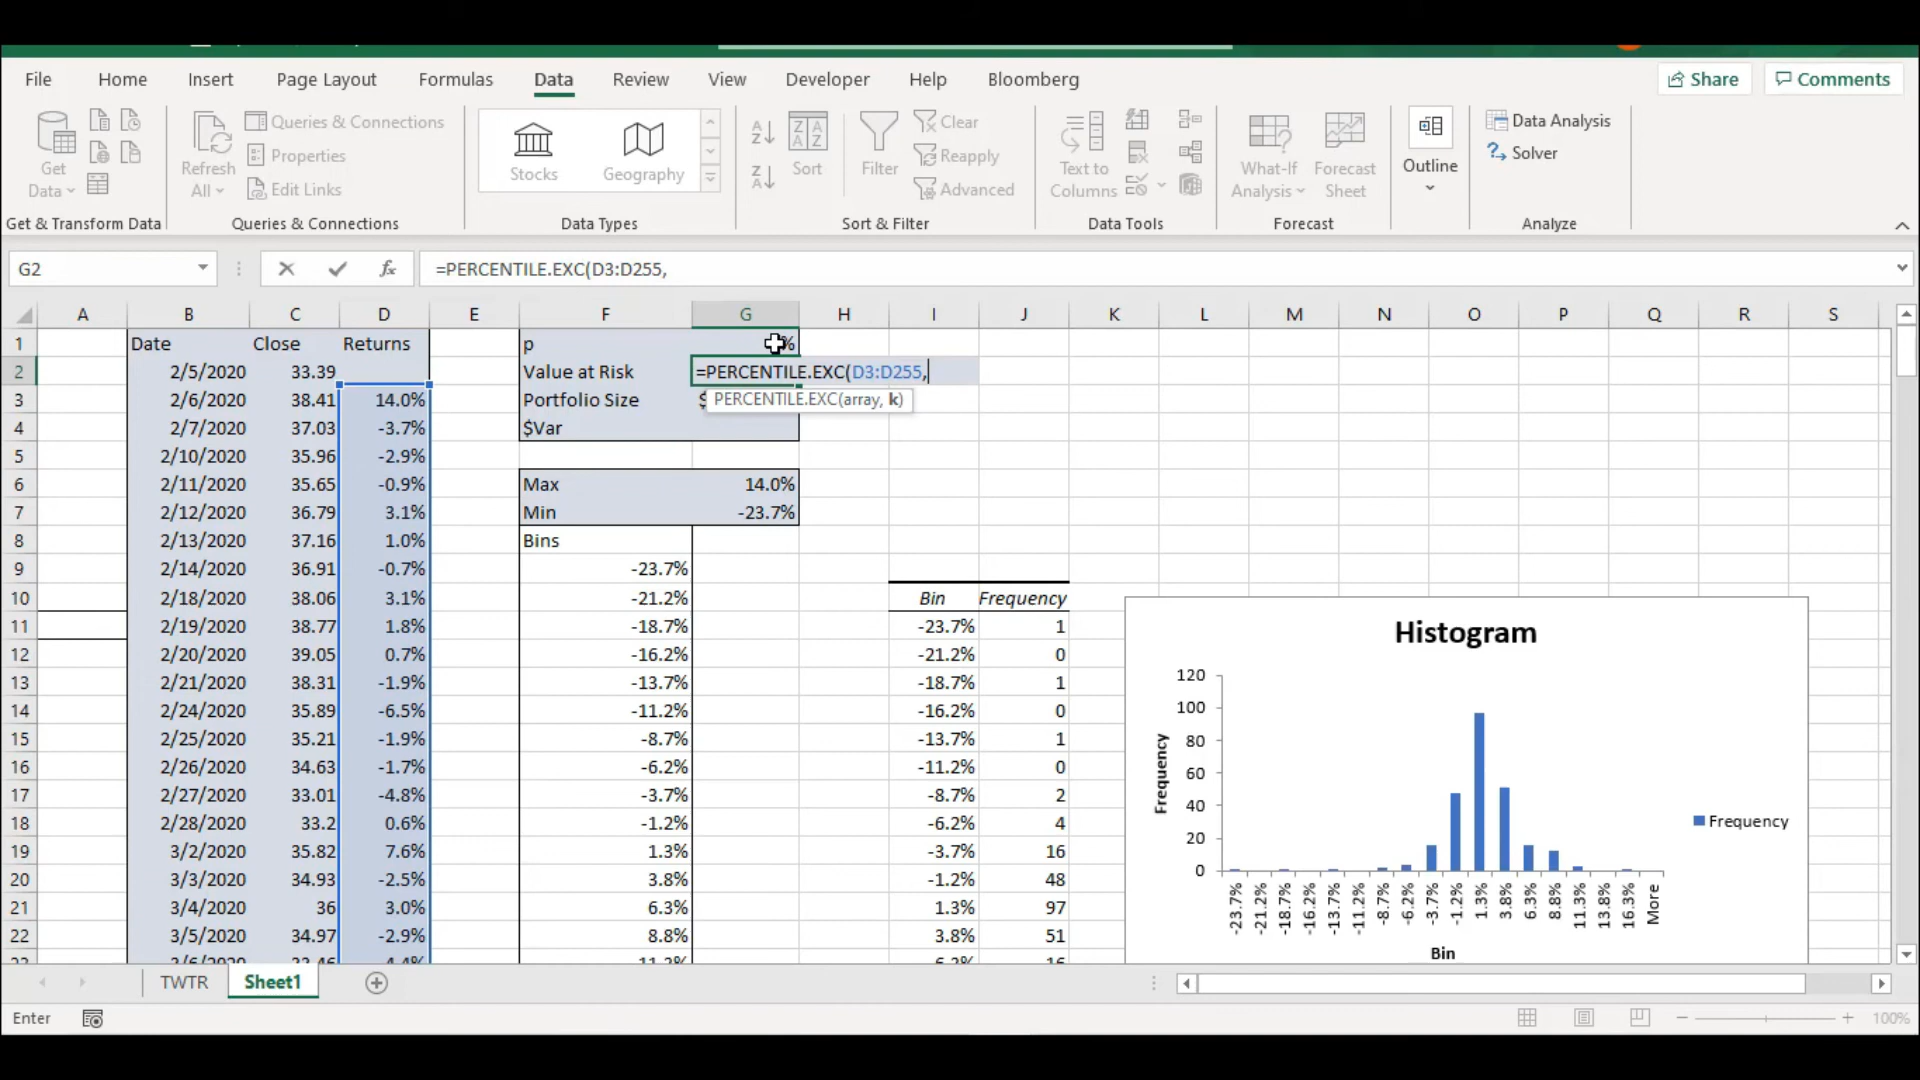 File Home Insert Page Layout Formulas Data Review View Developer Help Bloomberg Share Comments
Get Data
Refresh All
Queries & Connections
Properties
Edit Links
Stocks
Geography
Sort
Filter
Clear
Reapply
Advanced
Text to Columns
What-If Analysis
Forecast Sheet
Outline
Data Analysis
Solver
Get & Transform Data Queries & Connections Data Types Sort & Filter Data Tools Forecast Analyze
G2 fx =PERCENTILE.EXC(D3:D255,
A B C D E F G H I J K L M N O P Q R S
1 Date Close Returns p %
2 2/5/2020 33.39 Value at Risk =PERCENTILE.EXC(D3:D255,
3 2/6/2020 38.41 14.0% Portfolio Size $ PERCENTILE.EXC(array, k)
4 2/7/2020 37.03 -3.7% $Var
5 2/10/2020 35.96 -2.9%
6 2/11/2020 35.65 -0.9% Max 14.0%
7 2/12/2020 36.79 3.1% Min -23.7%
8 2/13/2020 37.16 1.0% Bins
9 2/14/2020 36.91 -0.7% -23.7%
10 2/18/2020 38.06 3.1% -21.2% Bin Frequency
11 2/19/2020 38.77 1.8% -18.7% -23.7% 1
12 2/20/2020 39.05 0.7% -16.2% -21.2% 0
13 2/21/2020 38.31 -1.9% -13.7% -18.7% 1
14 2/24/2020 35.89 -6.5% -11.2% -16.2% 0
15 2/25/2020 35.21 -1.9% -8.7% -13.7% 1
16 2/26/2020 34.63 -1.7% -6.2% -11.2% 0
17 2/27/2020 33.01 -4.8% -3.7% -8.7% 2
18 2/28/2020 33.2 0.6% -1.2% -6.2% 4
19 3/2/2020 35.82 7.6% 1.3% -3.7% 16
20 3/3/2020 34.93 -2.5% 3.8% -1.2% 48
21 3/4/2020 36 3.0% 6.3% 1.3% 97
22 3/5/2020 34.97 -2.9% 8.8% 3.8% 51
Histogram
Frequency
120
100
80
60
40
20
0
-23.7% -21.2% -18.7% -16.2% -13.7% -11.2% -8.7% -6.2% -3.7% -1.2% 1.3% 3.8% 6.3% 8.8% 11.3% 13.8% 16.3% More
Bin
Frequency
TWTR Sheet1
Enter 100%